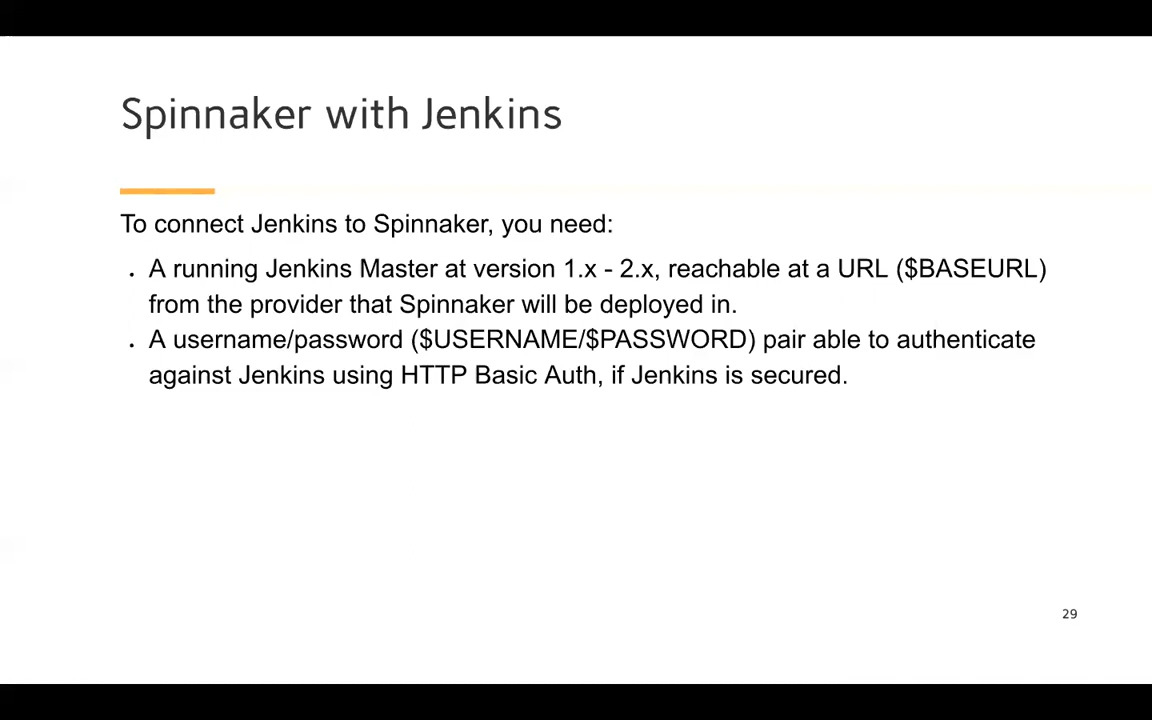 Spinnaker with Jenkins
To connect Jenkins to Spinnaker, you need:
. A running Jenkins Master at version 1.x - 2.x, reachable at a URL ($BASEURL)
from the provider that Spinnaker will be deployed in.
. A username/password ($USERNAME/$PASSWORD) pair able to authenticate
against Jenkins using HTTP Basic Auth, if Jenkins is secured.
29